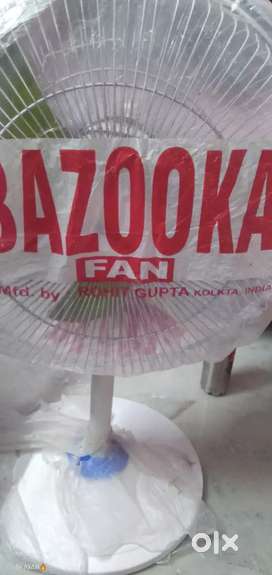 BAZOOKA
FAN
Mfd. by ROHIT GUPTA KOLKTA, INDIA
olx